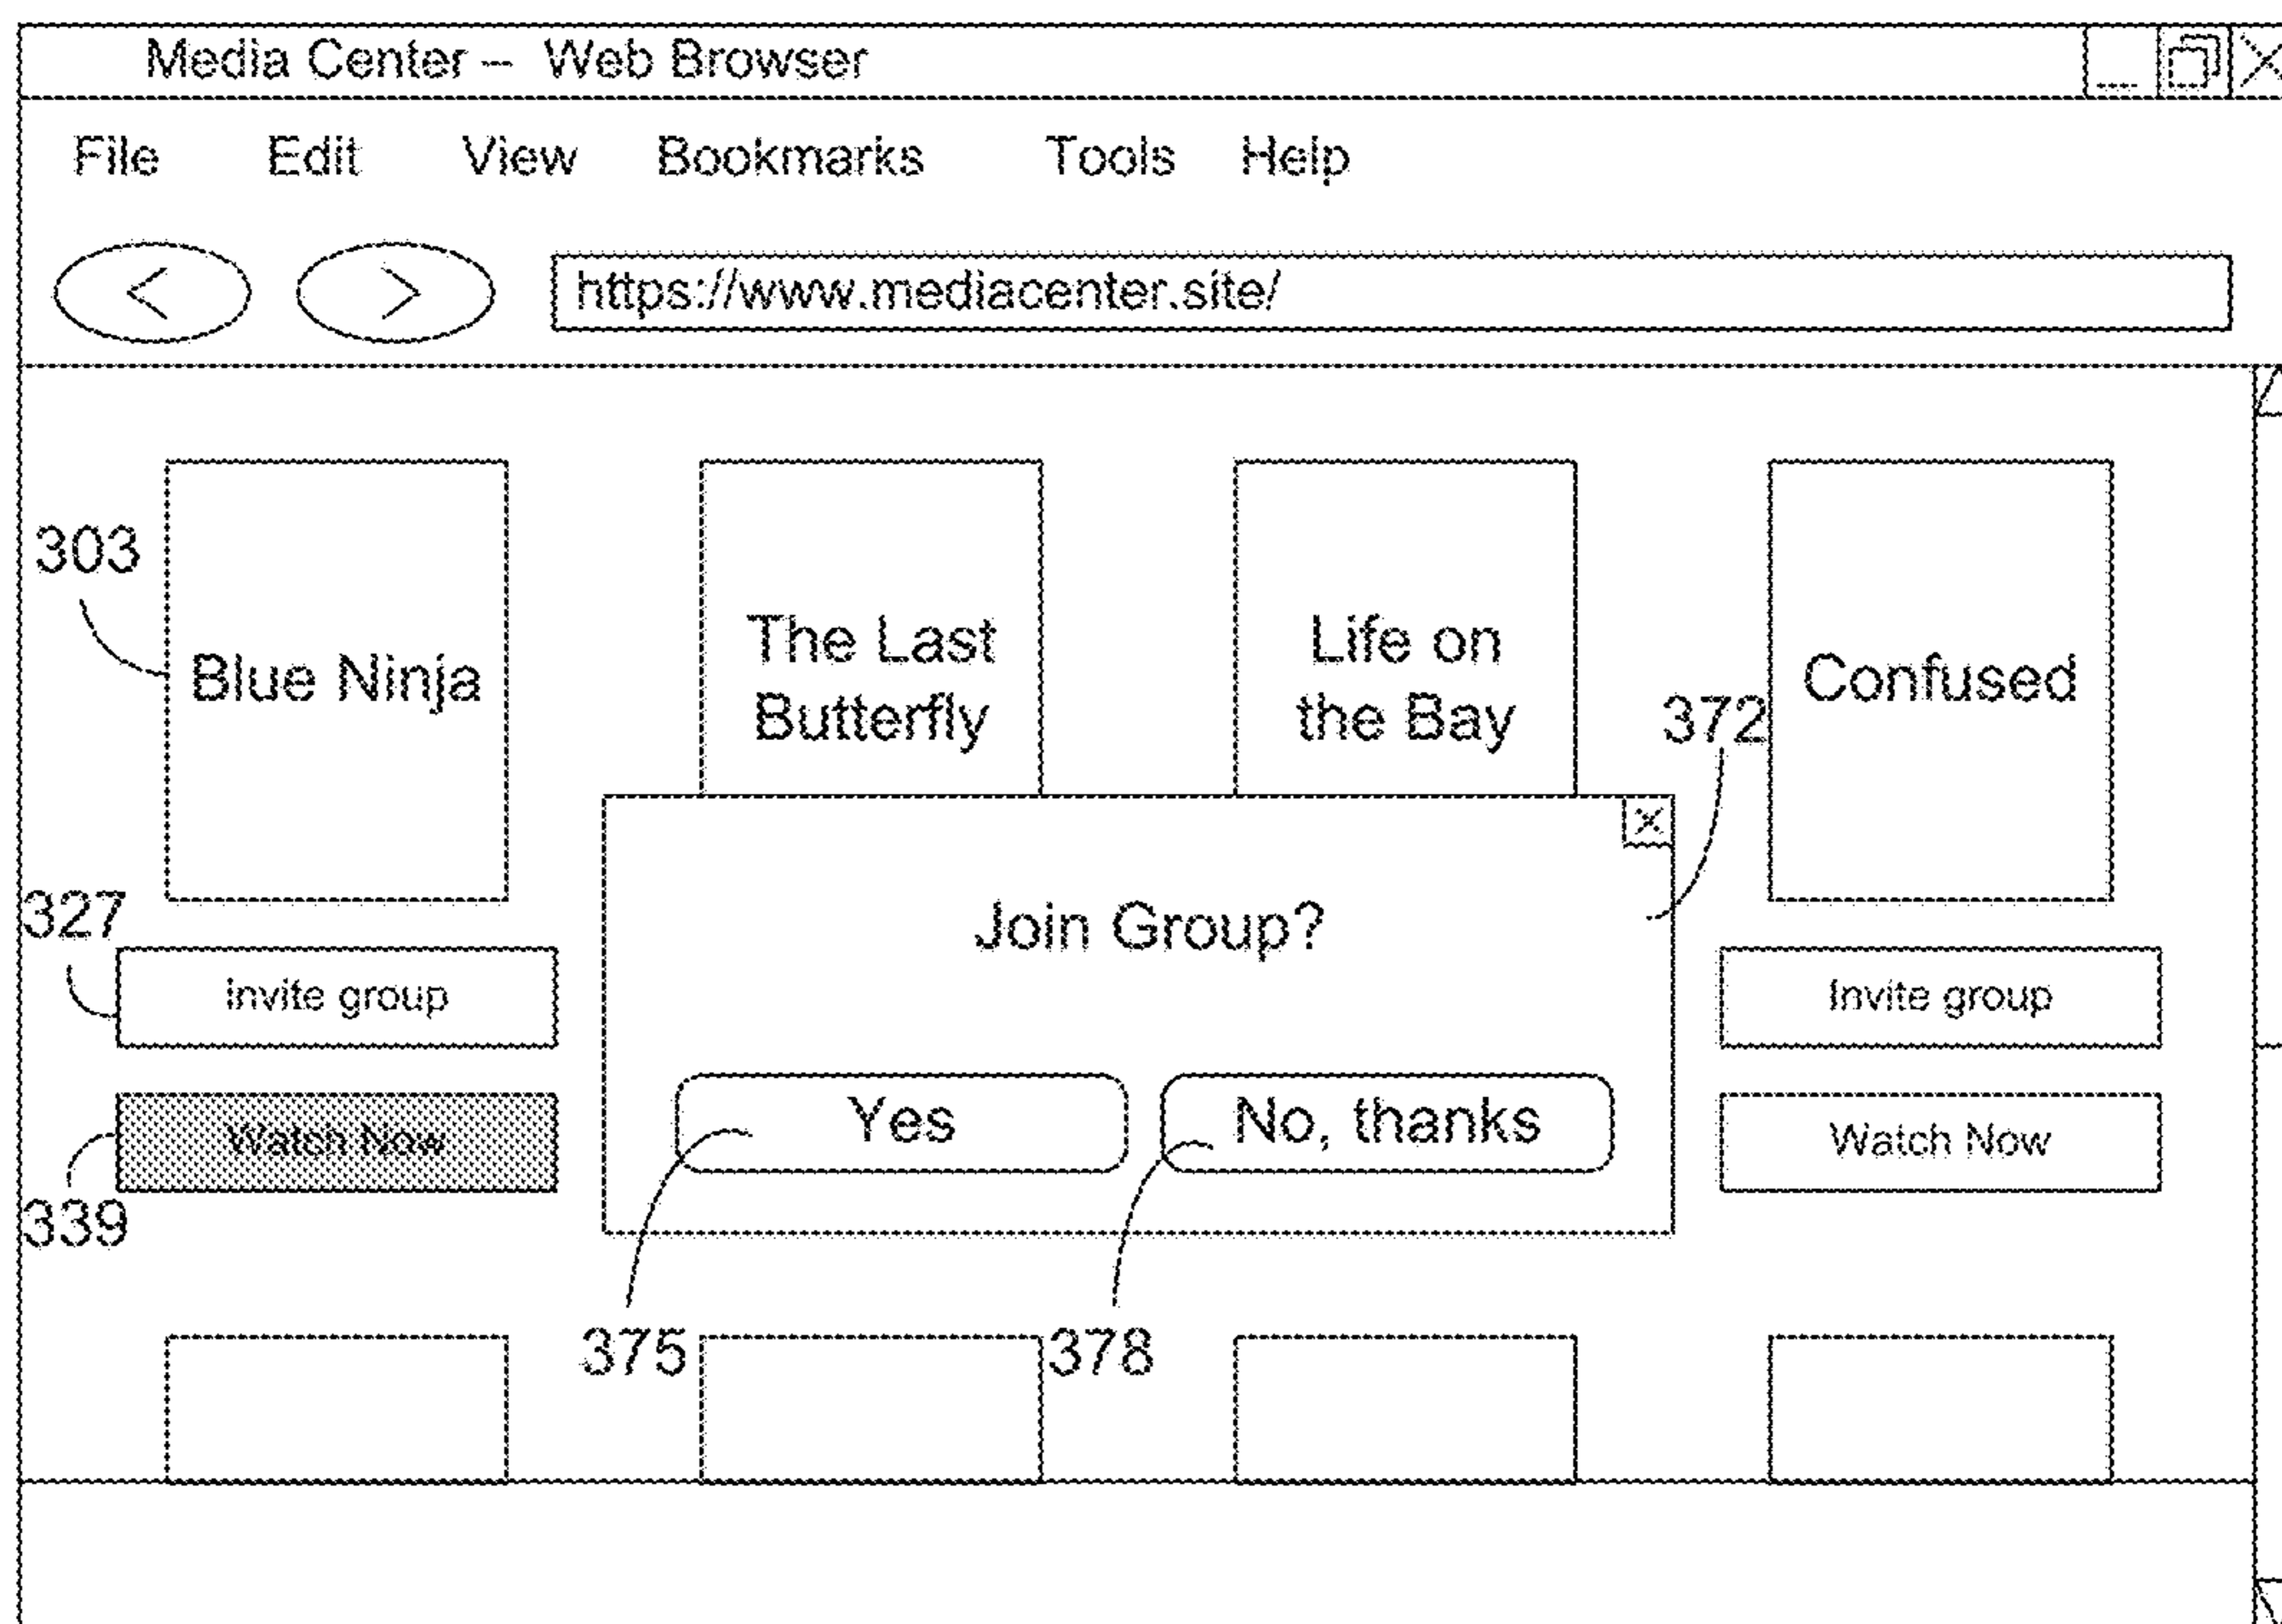 Media Center – Web Browser
File Edit View Bookmarks Tools Help
< > https://www.mediacenter.site/
303
Blue Ninja
The Last
Butterfly
Life on
the Bay
Confused
372
327
Join Group?
Invite group
Invite group
Yes
No, thanks
Watch Now
Watch Now
339
375
378